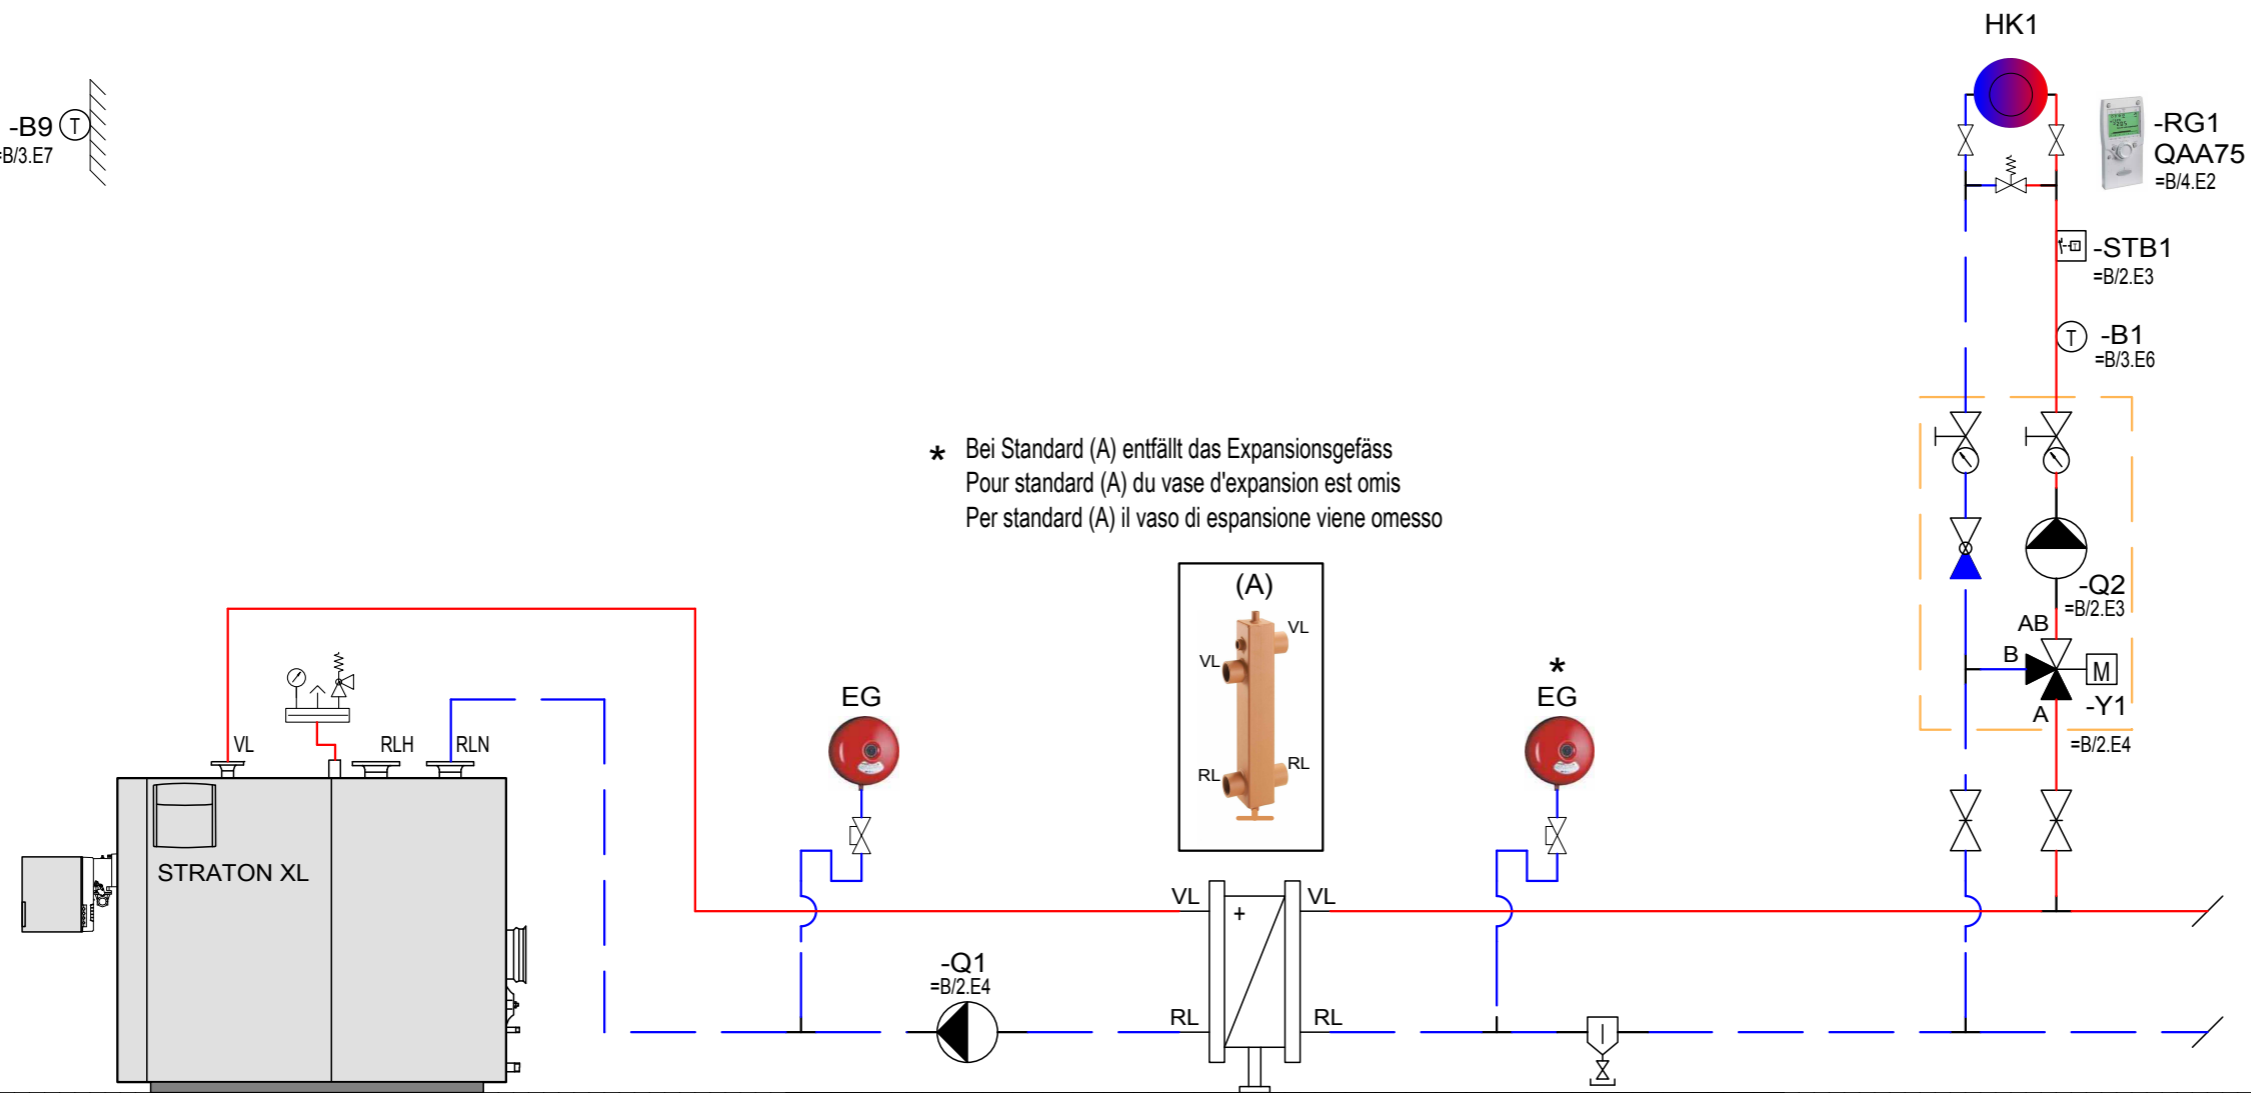 HK1
-B9
T
=B/3.E7
-RG1
QAA75
=B/4.E2
-STB1
=B/2.E3
T
-B1
=B/3.E6
* Bei Standard (A) entfällt das Expansionsgefäss
Pour standard (A) du vase d'expansion est omis
Per standard (A) il vaso di espansione viene omesso
(A)
VL
VL
RL
RL
-Q2
=B/2.E3
AB
B
M
A
-Y1
=B/2.E4
EG
*
EG
VL
RLH
RLN
STRATON XL
VL
VL
+
-Q1
=B/2.E4
RL
RL